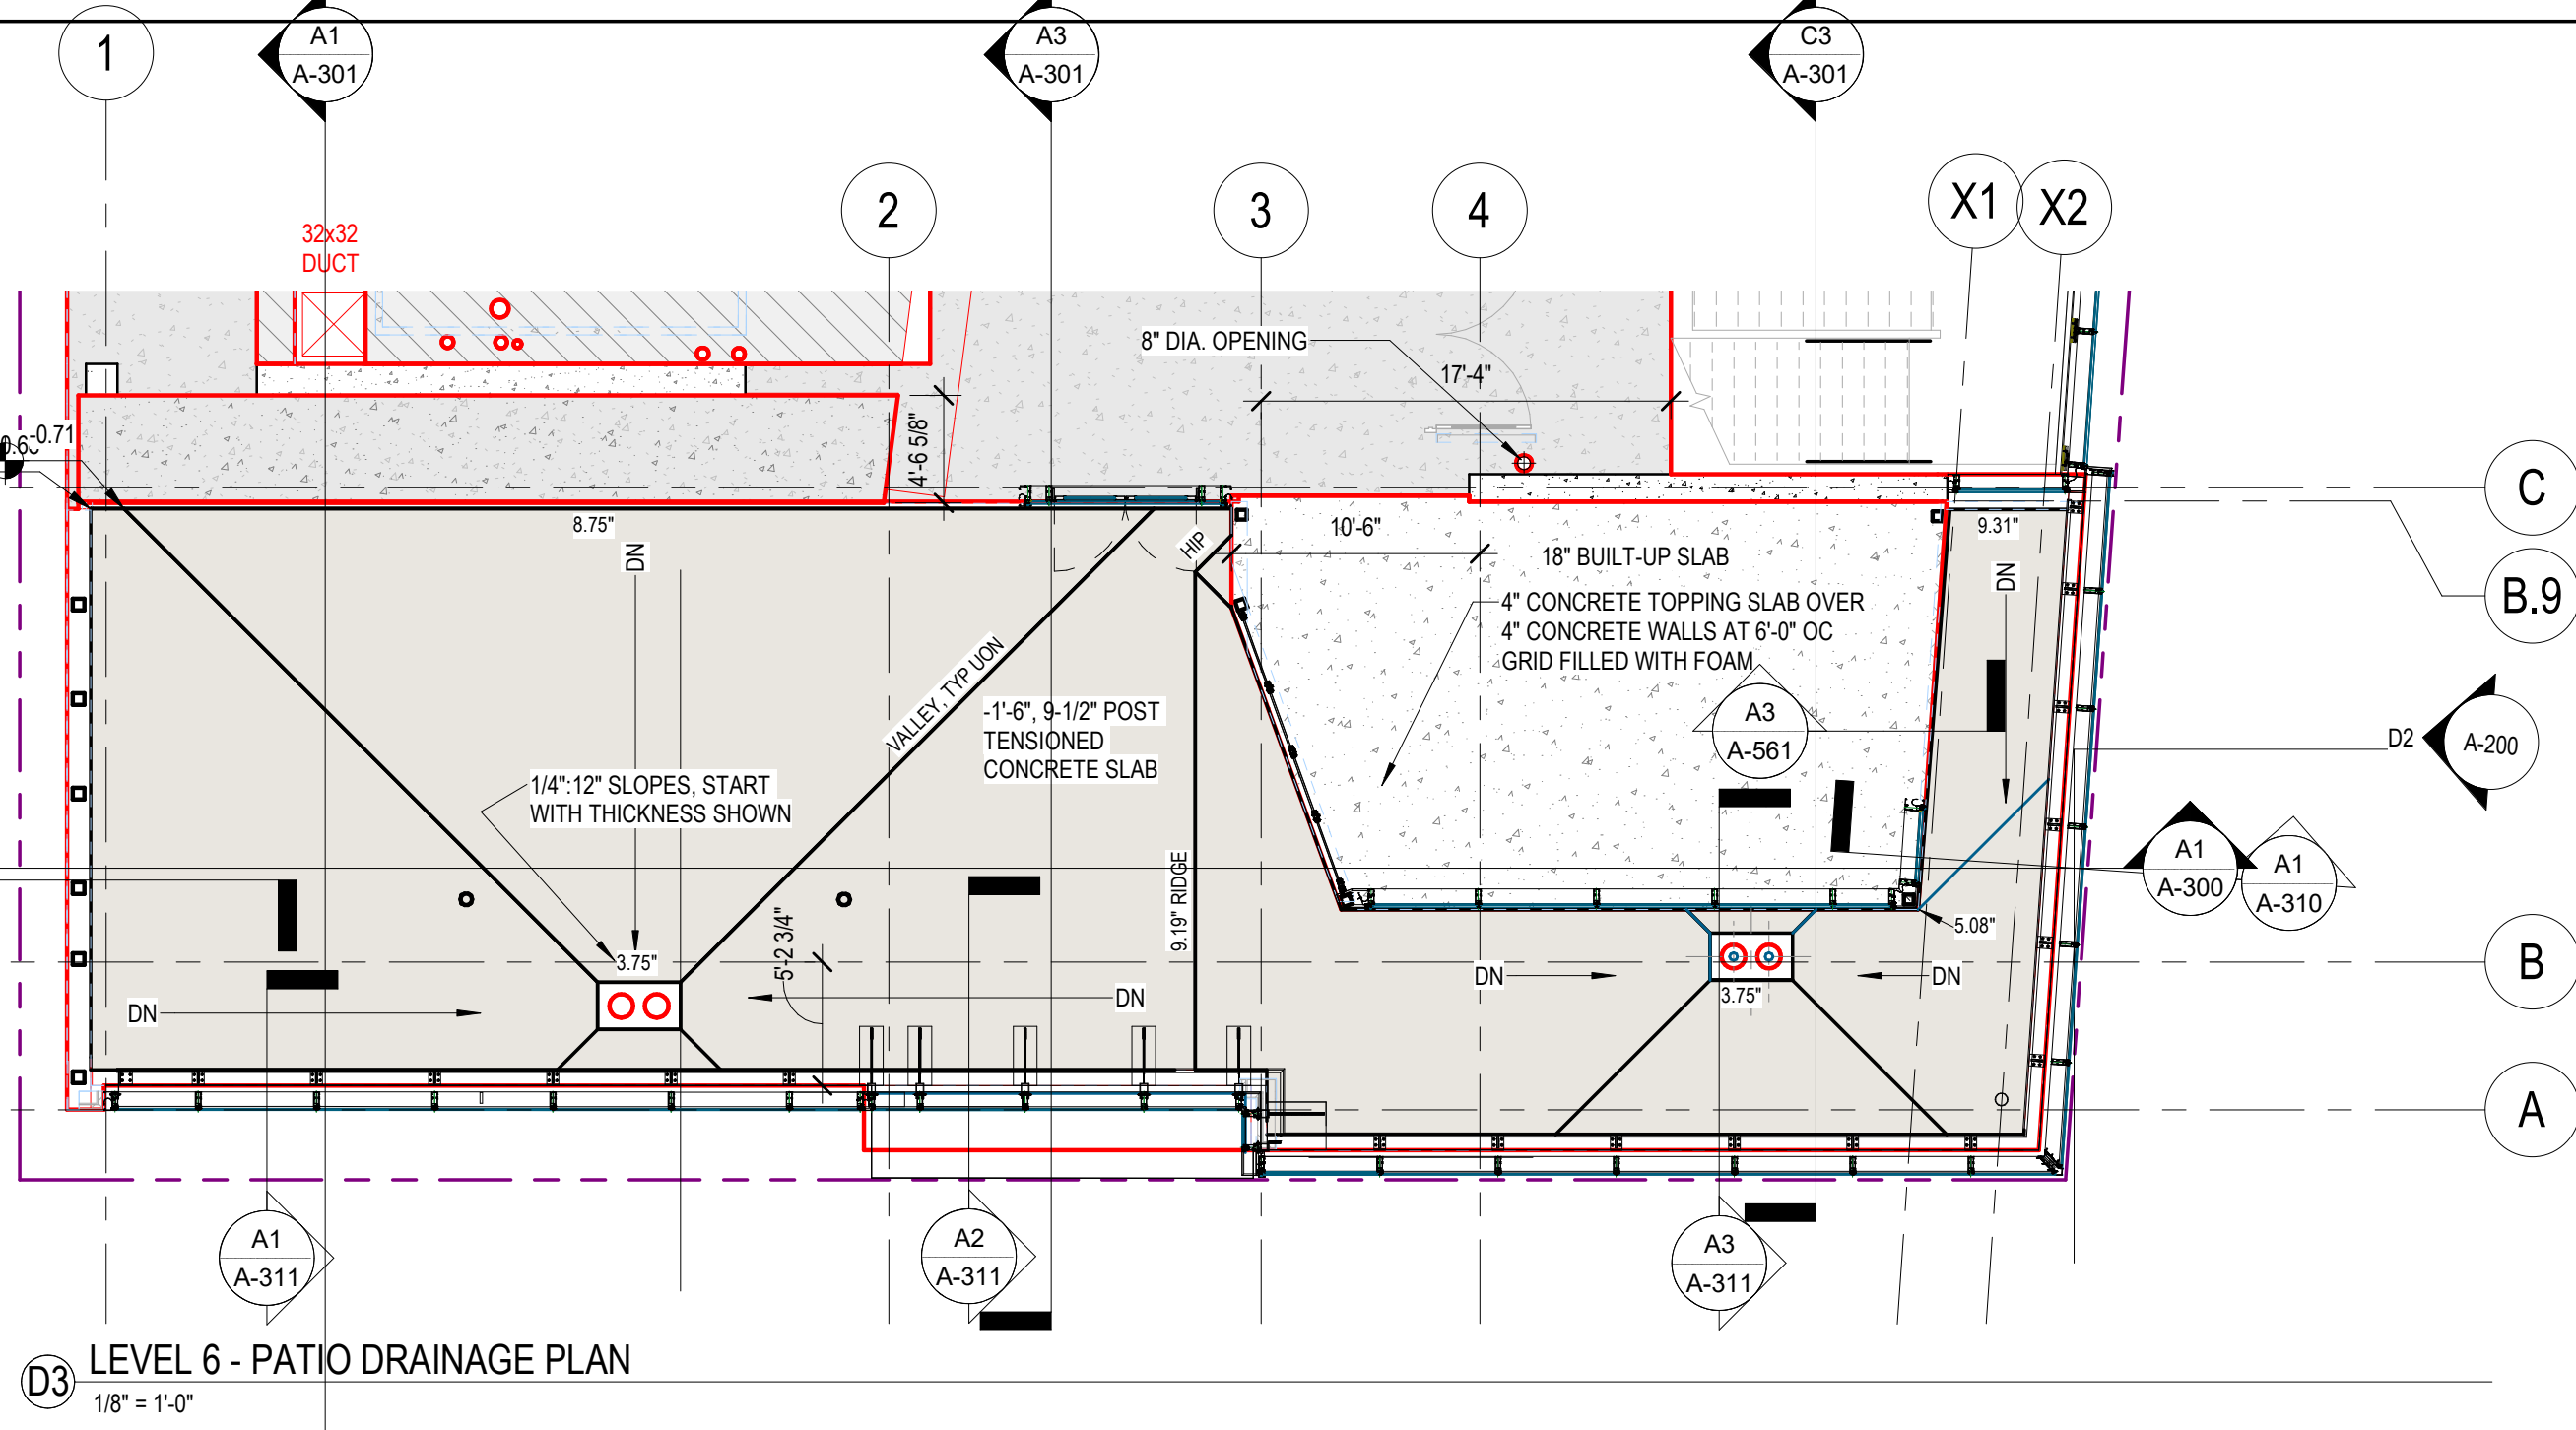 1
A1
A-301
A3
A-301
C3
A-301
2
3
4
X1
X2
32x32
DUCT
8" DIA. OPENING
17'-4"
4'-6 5/8"
-0.71
C
8.75"
DN
HIP
10'-6"
18" BUILT-UP SLAB
9.31"
DN
4" CONCRETE TOPPING SLAB OVER
4" CONCRETE WALLS AT 6'-0" OC
GRID FILLED WITH FOAM
B.9
VALLEY, TYP UON
-1'-6", 9-1/2" POST
TENSIONED
CONCRETE SLAB
A3
A-561
D2
A-200
1/4":12" SLOPES, START
WITH THICKNESS SHOWN
9.19" RIDGE
A1
A-300
A1
A-310
5.08"
3.75"
5'-2 3/4"
B
DN
DN
DN
DN
3.75"
A
A1
A-311
A2
A-311
A3
A-311
D3
LEVEL 6 - PATIO DRAINAGE PLAN
1/8" = 1'-0"